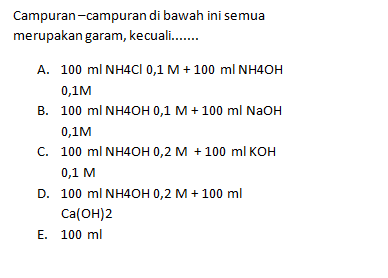 Campuran –campuran di bawah ini semua
merupakan garam, kecuali.......
A. 100 ml NH4Cl 0,1 M + 100 ml NH4OH
0,1M
B. 100 ml NH4OH 0,1 M + 100 ml NaOH
0,1M
C. 100 ml NH4OH 0,2 M + 100 ml KOH
0,1 M
D. 100 ml NH4OH 0,2 M + 100 ml
Ca(OH)2
E. 100 ml